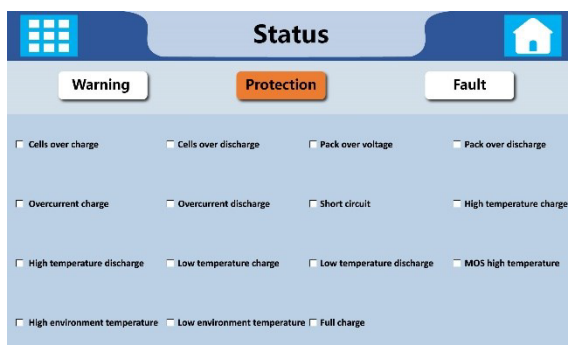 Status
Warning Protection Fault
Cells over charge Cells over discharge Pack over voltage Pack over discharge
Overcurrent charge Overcurrent discharge Short circuit High temperature charge
High temperature discharge Low temperature charge Low temperature discharge MOS high temperature
High environment temperature Low environment temperature Full charge